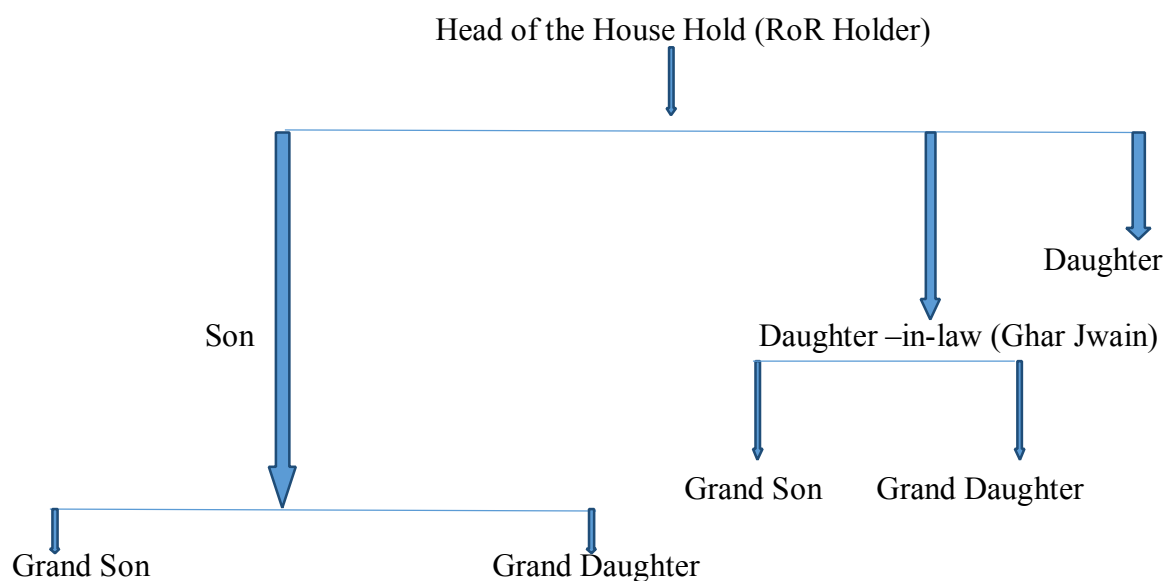 Head of the House Hold (RoR Holder)
Daughter
Son
Daughter –in-law (Ghar Jwain)
Grand Son
Grand Daughter
Grand Son
Grand Daughter